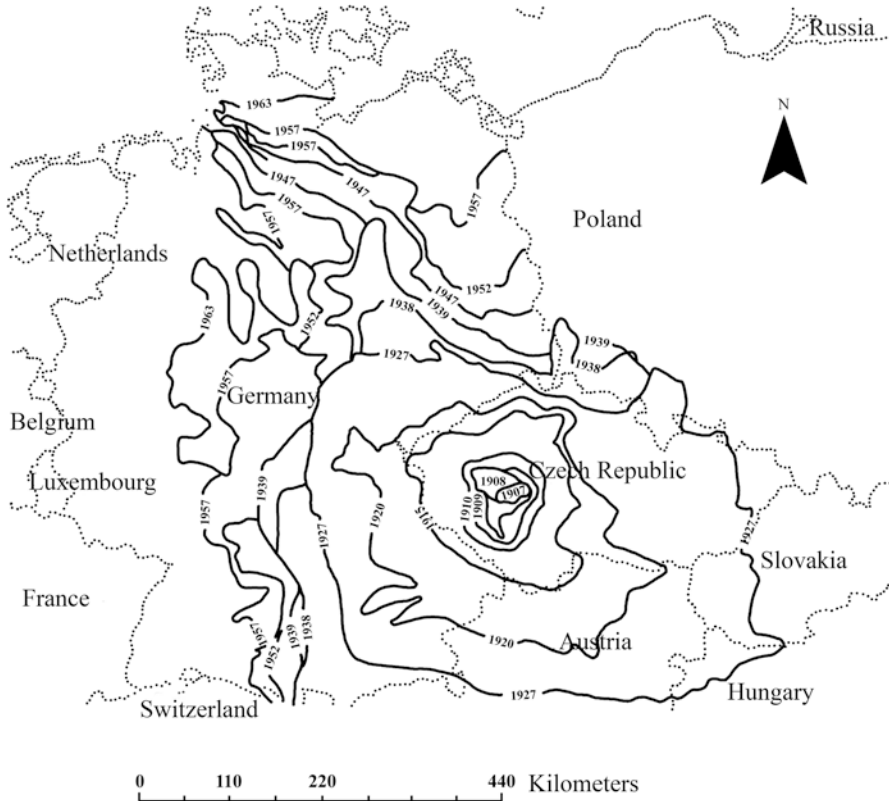 Russia
N
1963
1957
1957
1947
1947
1957
1957
1957
Poland
Netherlands
1952
1947
1963
1952
1938
1939
1939
1938
1927
1957
Germany
Belgium
Czech Republic
1908
1907
Luxembourg
1939
1910
1909
1920
1915
1957
1927
1927
Slovakia
France
1957
1939
1938
1952
1920
Austria
1927
Hungary
Switzerland
0
110
220
440
Kilometers